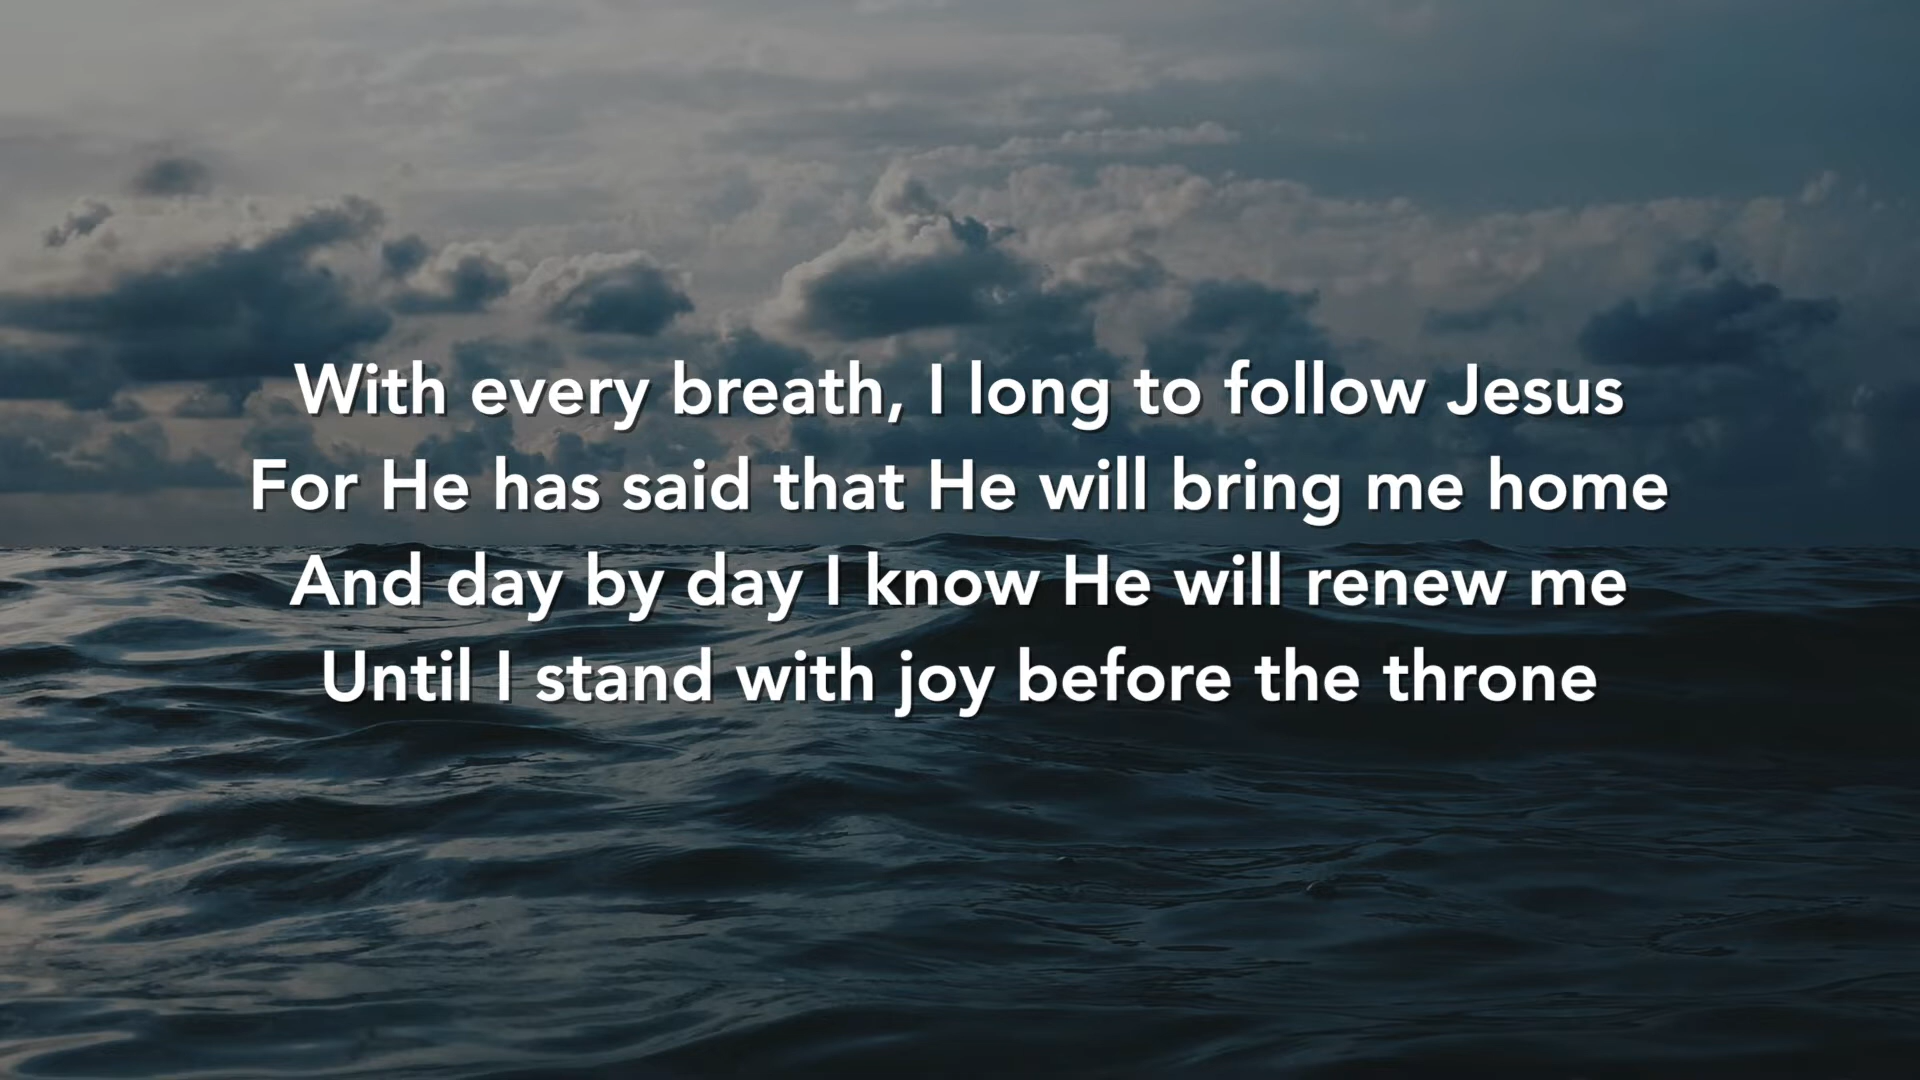 With every breath, I long to follow Jesus
For He has said that He will bring me home
And day by day I know He will renew me
Until I stand with joy before the throne